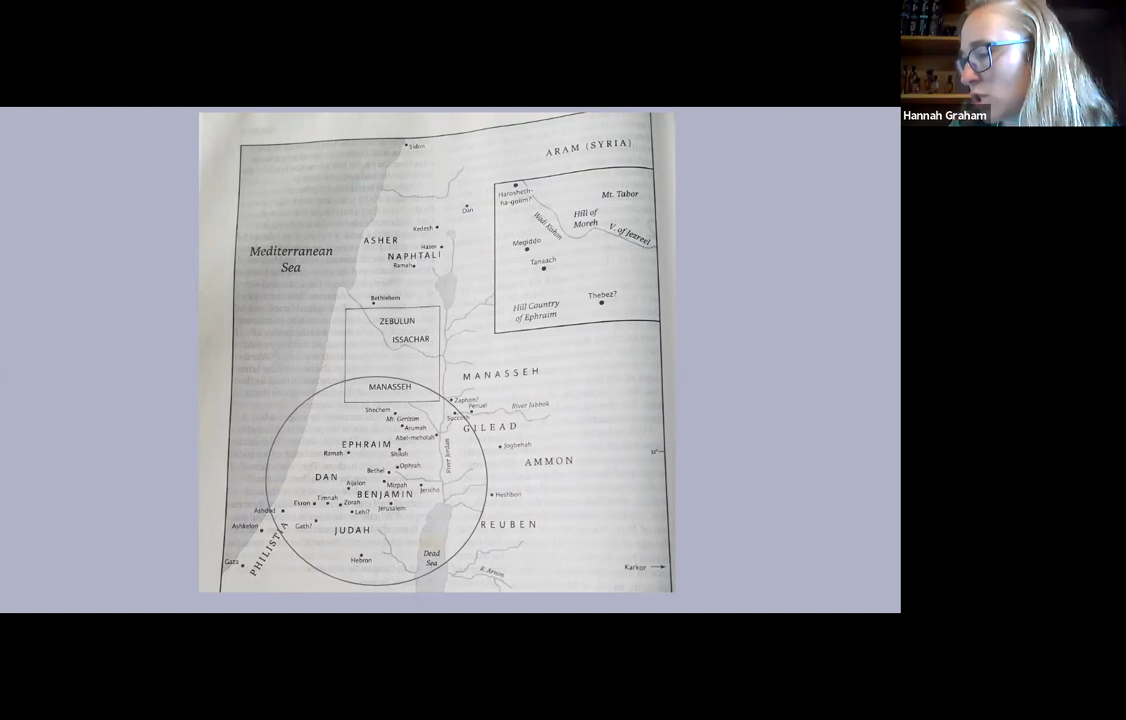 Hannah Graham
Sidon
ARAM (SYRIA)
Harosheth-
ha-goiim?
Mt. Tabor
Dan
Hill of
Moreh
Wadi Kishon
V. of Jezreel
Kedesh
ASHER
Hazor
Megiddo
Mediterranean
Sea
NAPHTALI
Ramah
Tanaach
Bethlehem
Thebez?
Hill Country
of Ephraim
ZEBULUN
ISSACHAR
MANASSEH
MANASSEH
Zaphon?
Penuel
River Jabbok
Shechem
Succoth
Mt. Gerizim
Arumah
GILEAD
Abel-meholah
EPHRAIM
River Jordan
Jogbehah
Ramah
Shiloh
AMMON
Ophrah
Bethel
DAN
Aijalon
Mizpah
Jericho
BENJAMIN
Heshbon
Timnah
Ekron
Zorah
Jerusalem
Ashdod
Lehi?
Ashkelon
Gath?
REUBEN
JUDAH
PHILISTIA
Hebron
Dead
Sea
Gaza
R. Arnon
Karkor